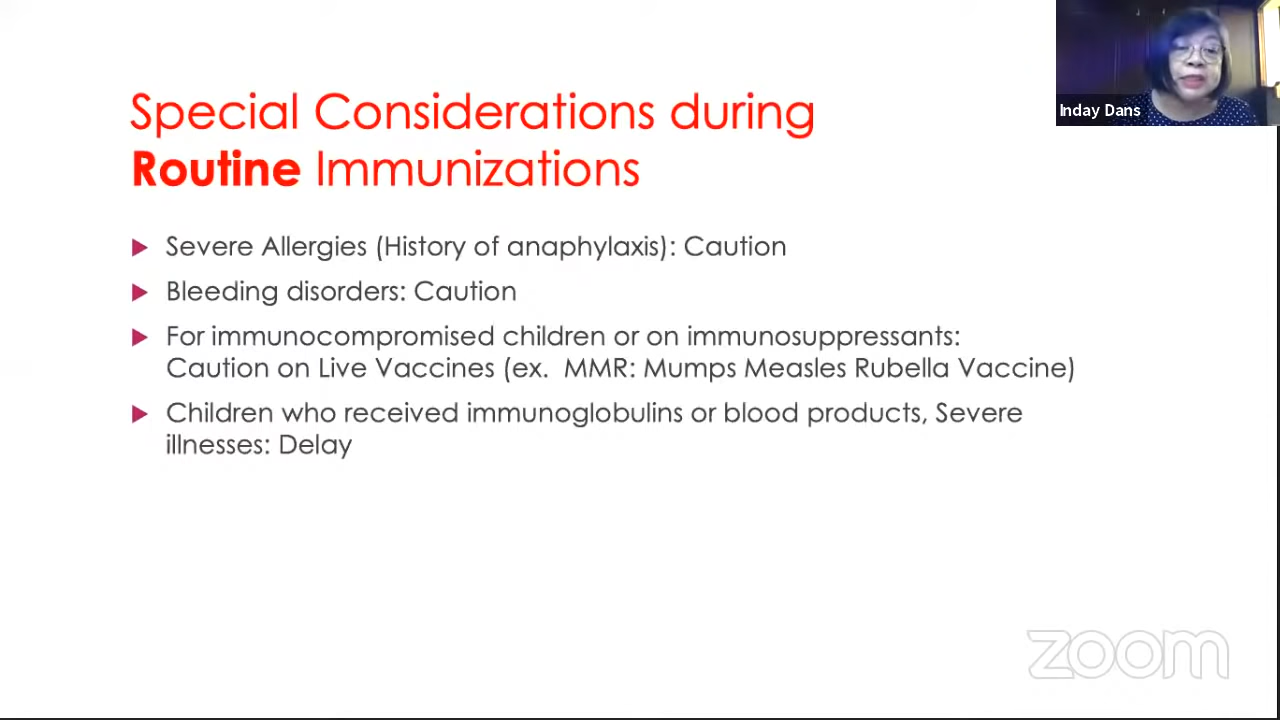 Special Considerations during
Routine Immunizations
Severe Allergies (History of anaphylaxis): Caution
Bleeding disorders: Caution
For immunocompromised children or on immunosuppressants:
Caution on Live Vaccines (ex. MMR: Mumps Measles Rubella Vaccine)
Children who received immunoglobulins or blood products, Severe
illnesses: Delay
Inday Dans
zoom